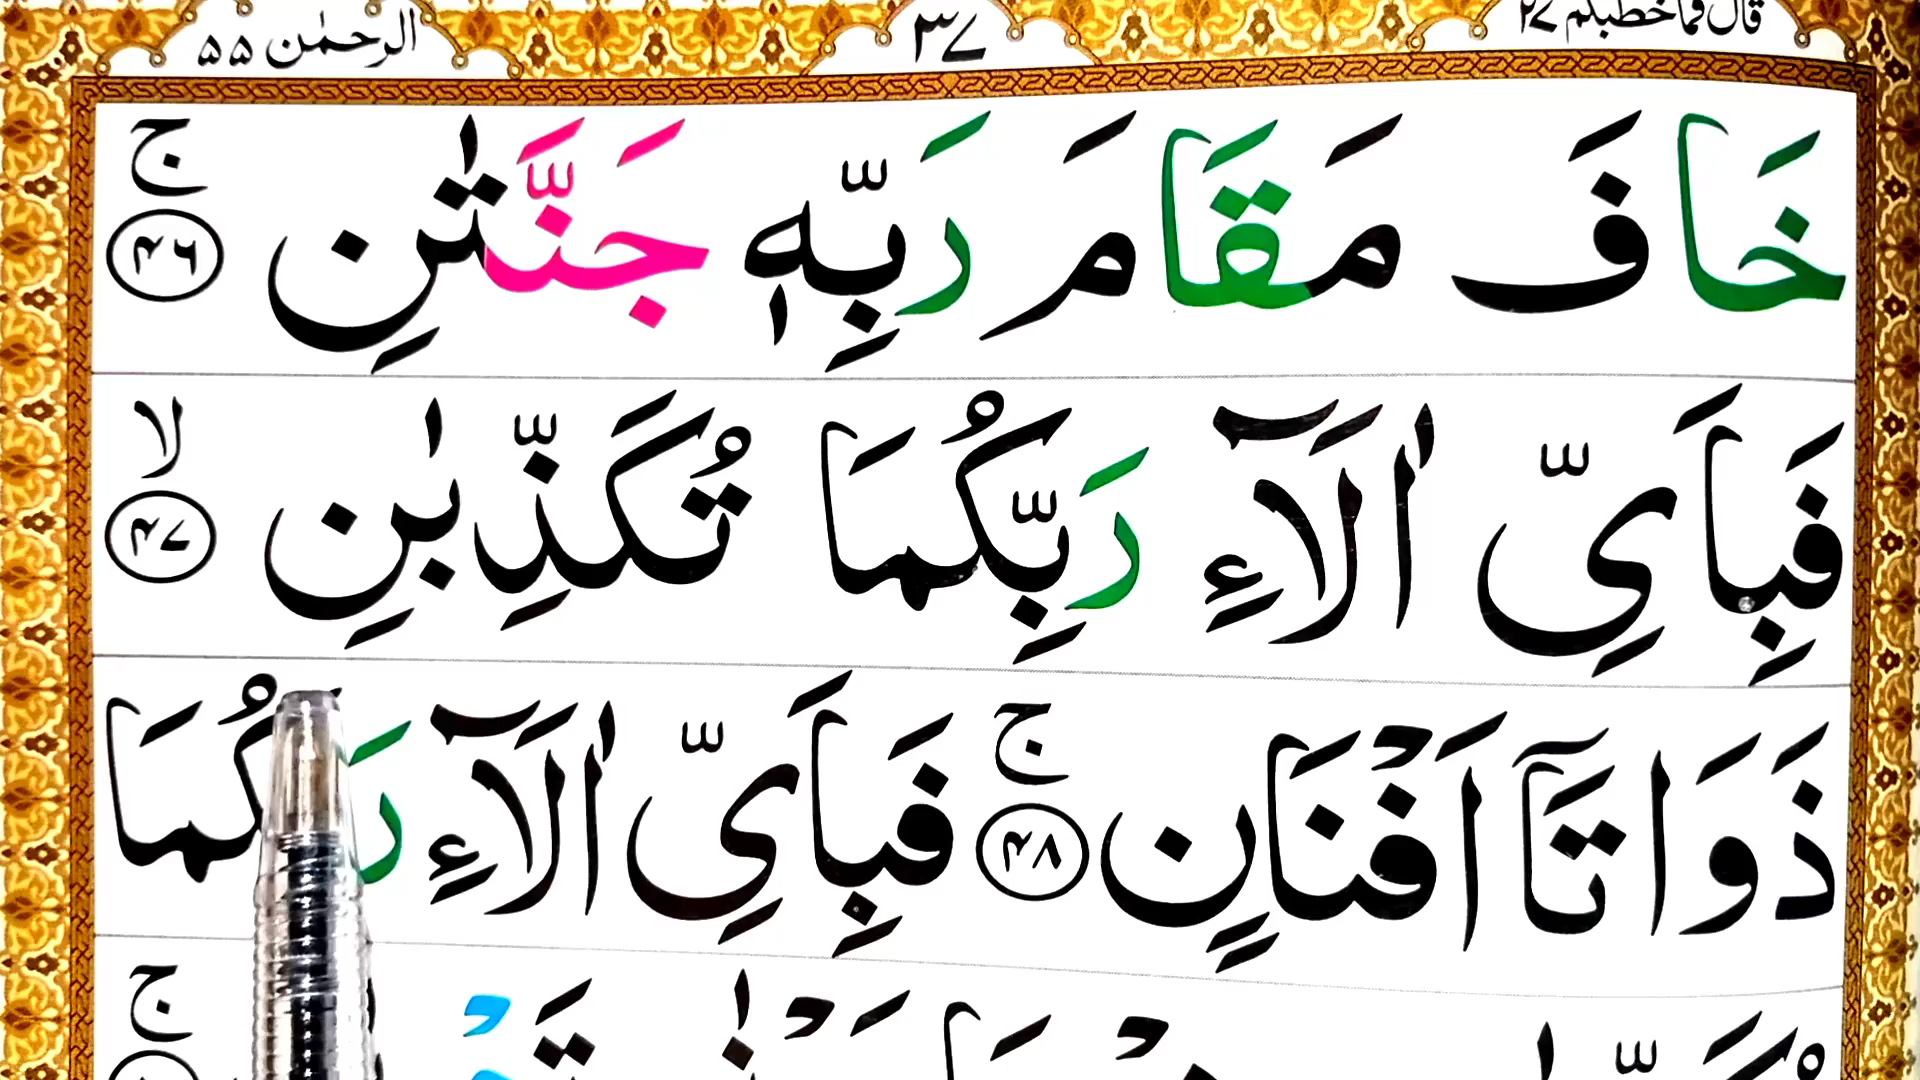 قال فما خطبكم ٢٧ ٣٧ الرحمٰن ٥٥
خَافَ مَقَامَ رَبِّهٖ جَنَّتٰنِ ج ٤٦
فَبِاَىِّ اٰلَآءِ رَبِّكُمَا تُكَذِّبٰنِ لا ٤٧
ذَوَاتَآ اَفْنَانٍ ج ٤٨ فَبِاَىِّ اٰلَآءِ
ج